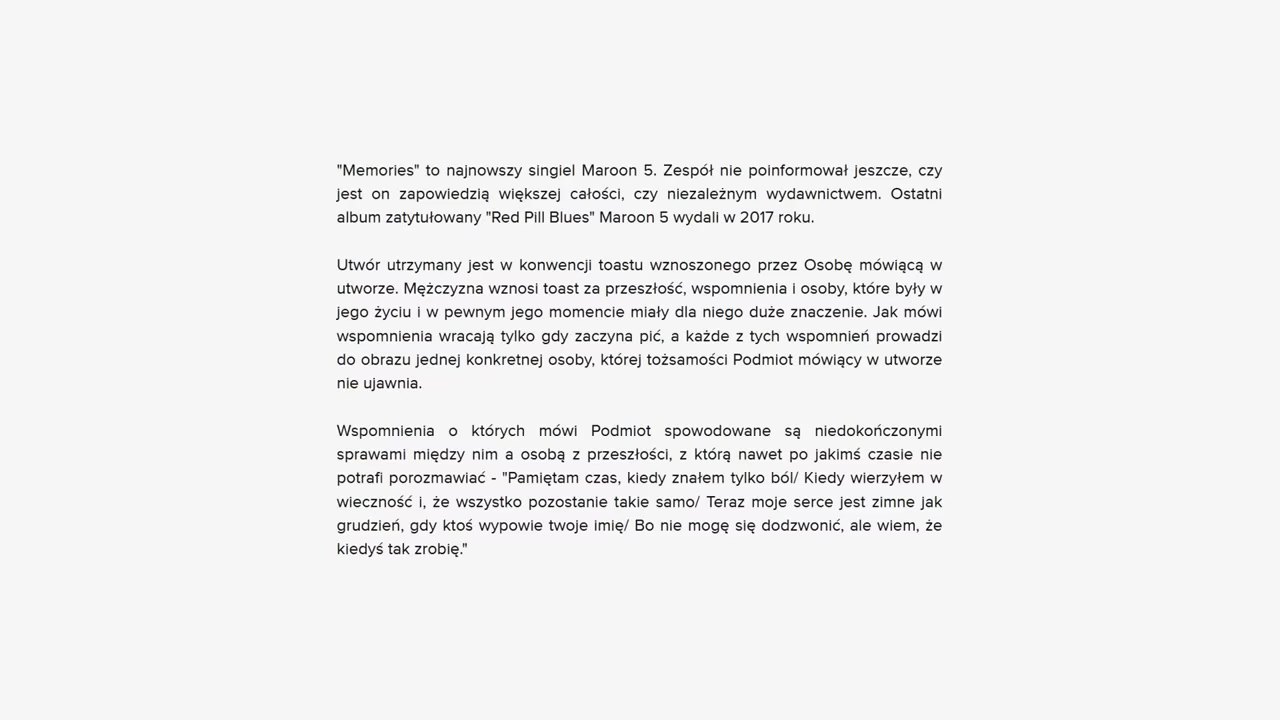 "Memories" to najnowszy singiel Maroon 5. Zespół nie poinformował jeszcze, czy
jest on zapowiedzią większej całości, czy niezależnym wydawnictwem. Ostatni
album zatytułowany "Red Pill Blues" Maroon 5 wydali w 2017 roku.
Utwór utrzymany jest w konwencji toastu wznoszonego przez Osobę mówiącą w
utworze. Mężczyzna wznosi toast za przeszłość, wspomnienia i osoby, które były w
jego życiu i w pewnym jego momencie miały dla niego duże znaczenie. Jak mówi
wspomnienia wracają tylko gdy zaczyna pić, a każde z tych wspomnień prowadzi
do obrazu jednej konkretnej osoby, której tożsamości Podmiot mówiący w utworze
nie ujawnia.
Wspomnienia o których mówi Podmiot spowodowane są niedokończonymi
sprawami między nim a osobą z przeszłości, z którą nawet po jakimś czasie nie
potrafi porozmawiać - "Pamiętam czas, kiedy znałem tylko ból/ Kiedy wierzyłem w
wieczność i, że wszystko pozostanie takie samo/ Teraz moje serce jest zimne jak
grudzień, gdy ktoś wypowie twoje imię/ Bo nie mogę się dodzwonić, ale wiem, że
kiedyś tak zrobię."